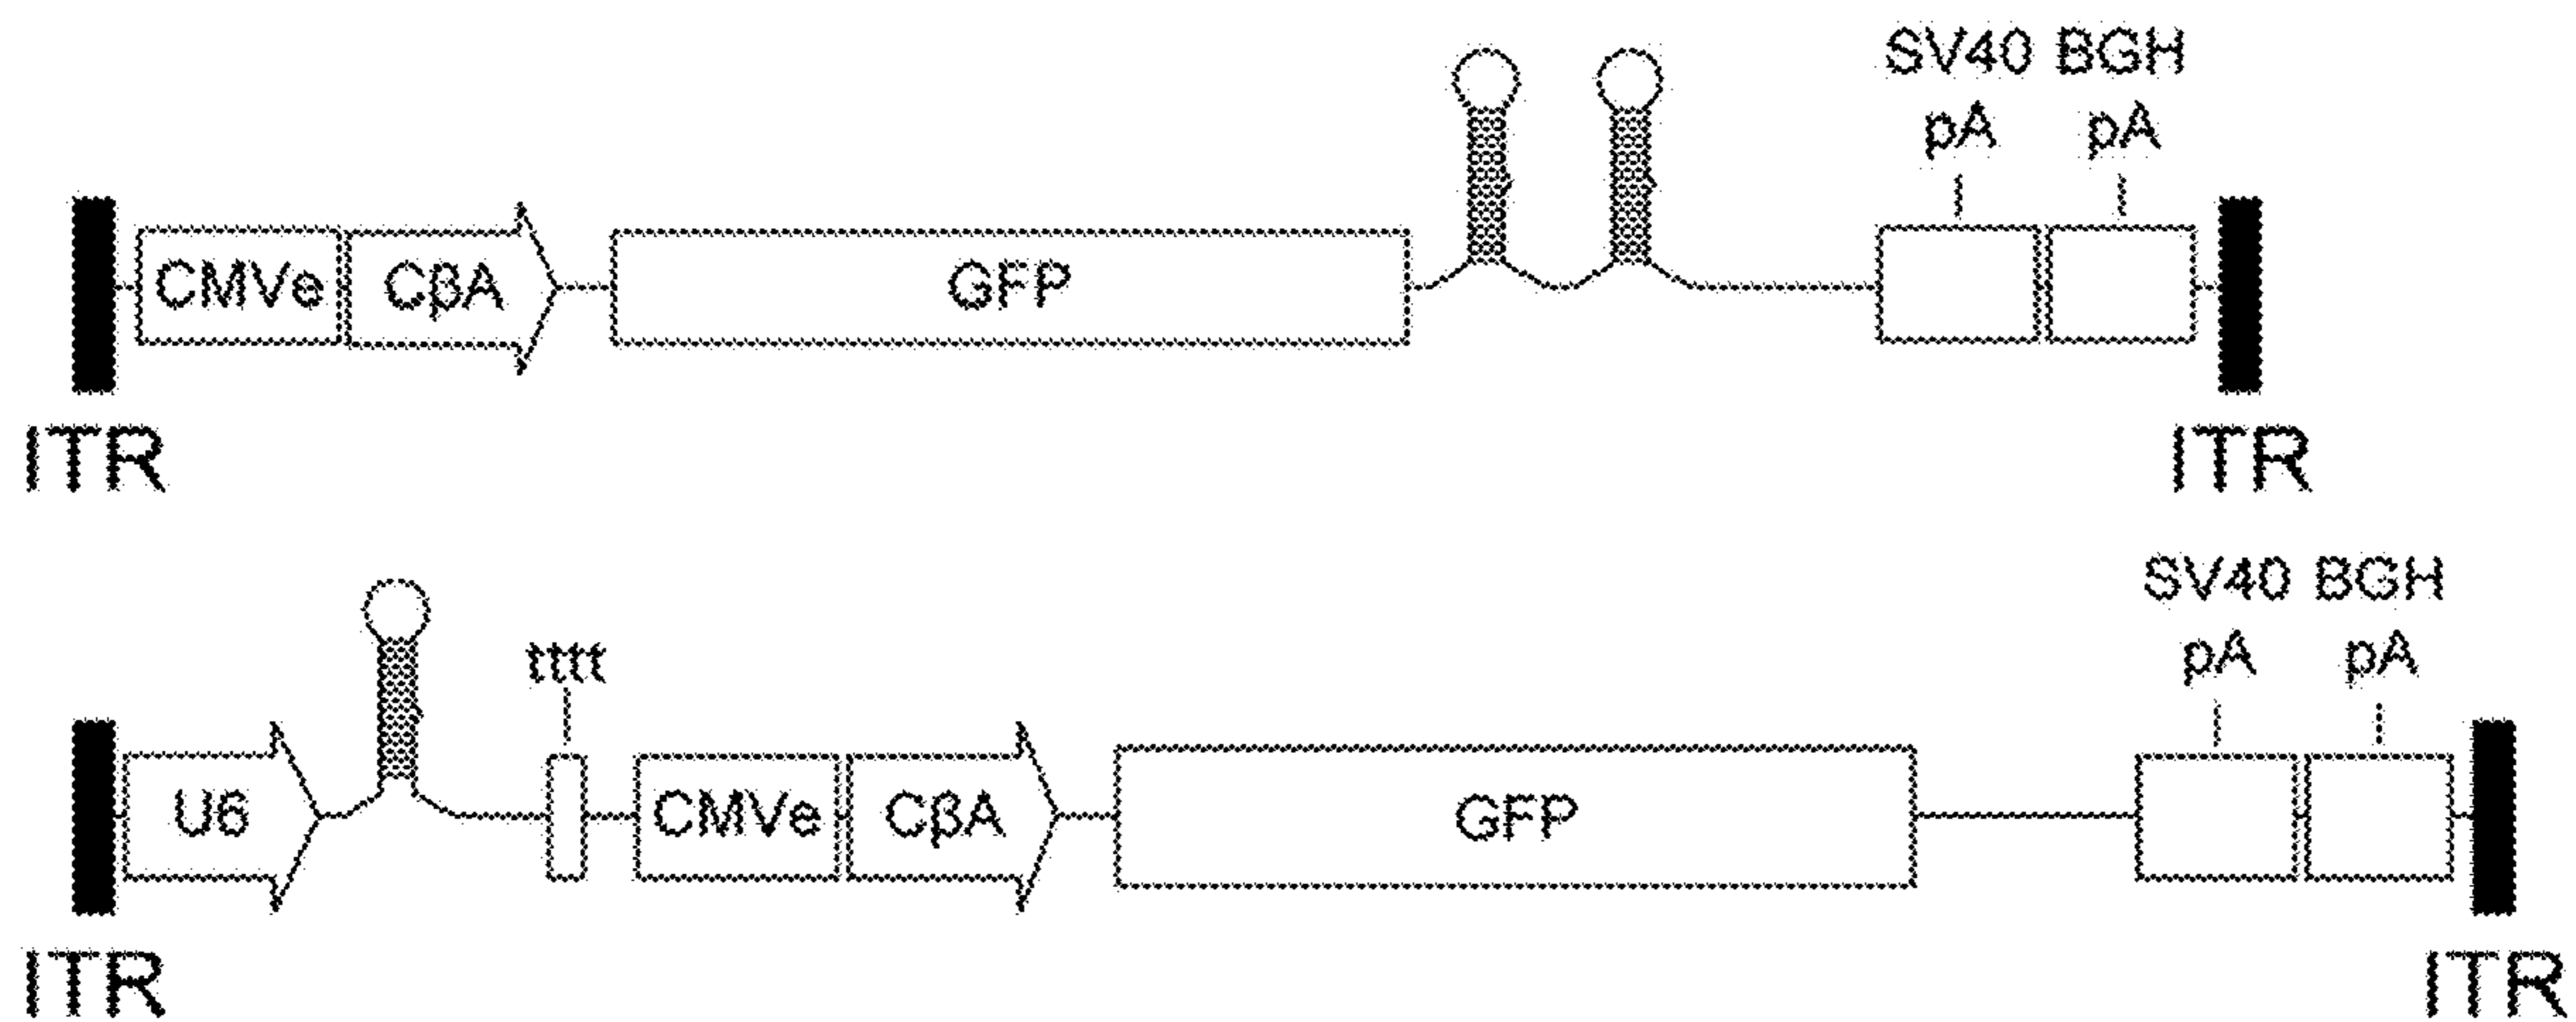 SV40 BGH
pA pA
CMVe CβA GFP
ITR ITR
SV40 BGH
pA pA
tttt
U6 CMVe CβA GFP
ITR ITR